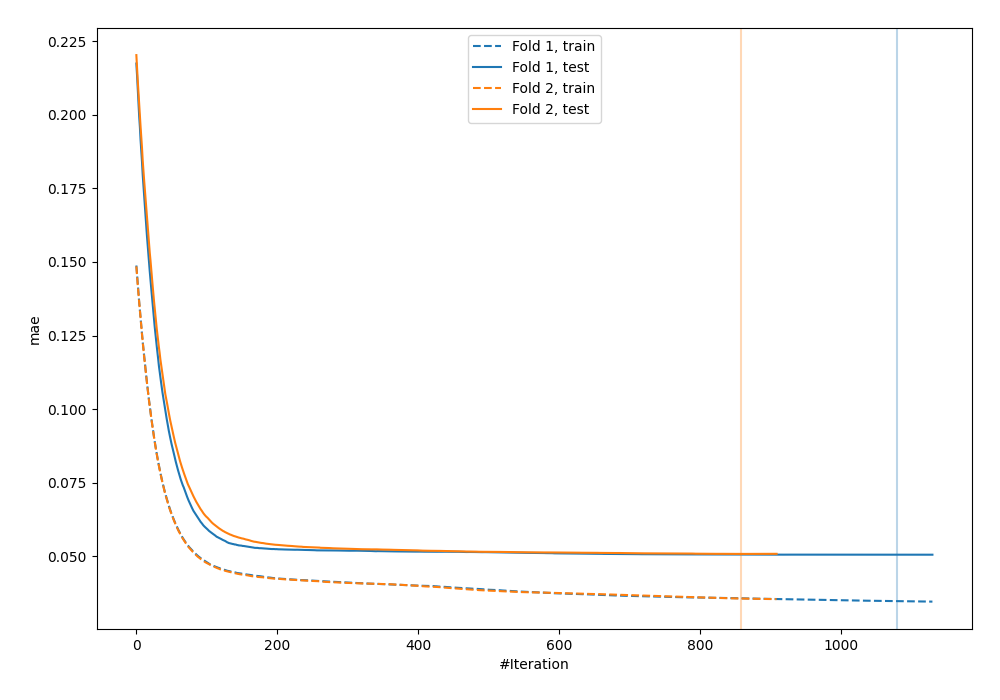 Fold 1, train
Fold 1, test
Fold 2, train
Fold 2, test
0.225
0.200
0.175
0.150
0.125
0.100
0.075
0.050
mae
0
200
400
600
800
1000
#Iteration